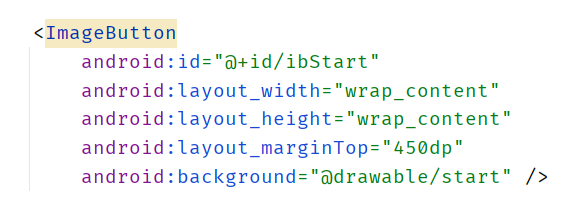 <ImageButton
android:id="@+id/ibStart"
android:layout_width="wrap_content"
android:layout_height="wrap_content"
android:layout_marginTop="450dp"
android:background="@drawable/start" />